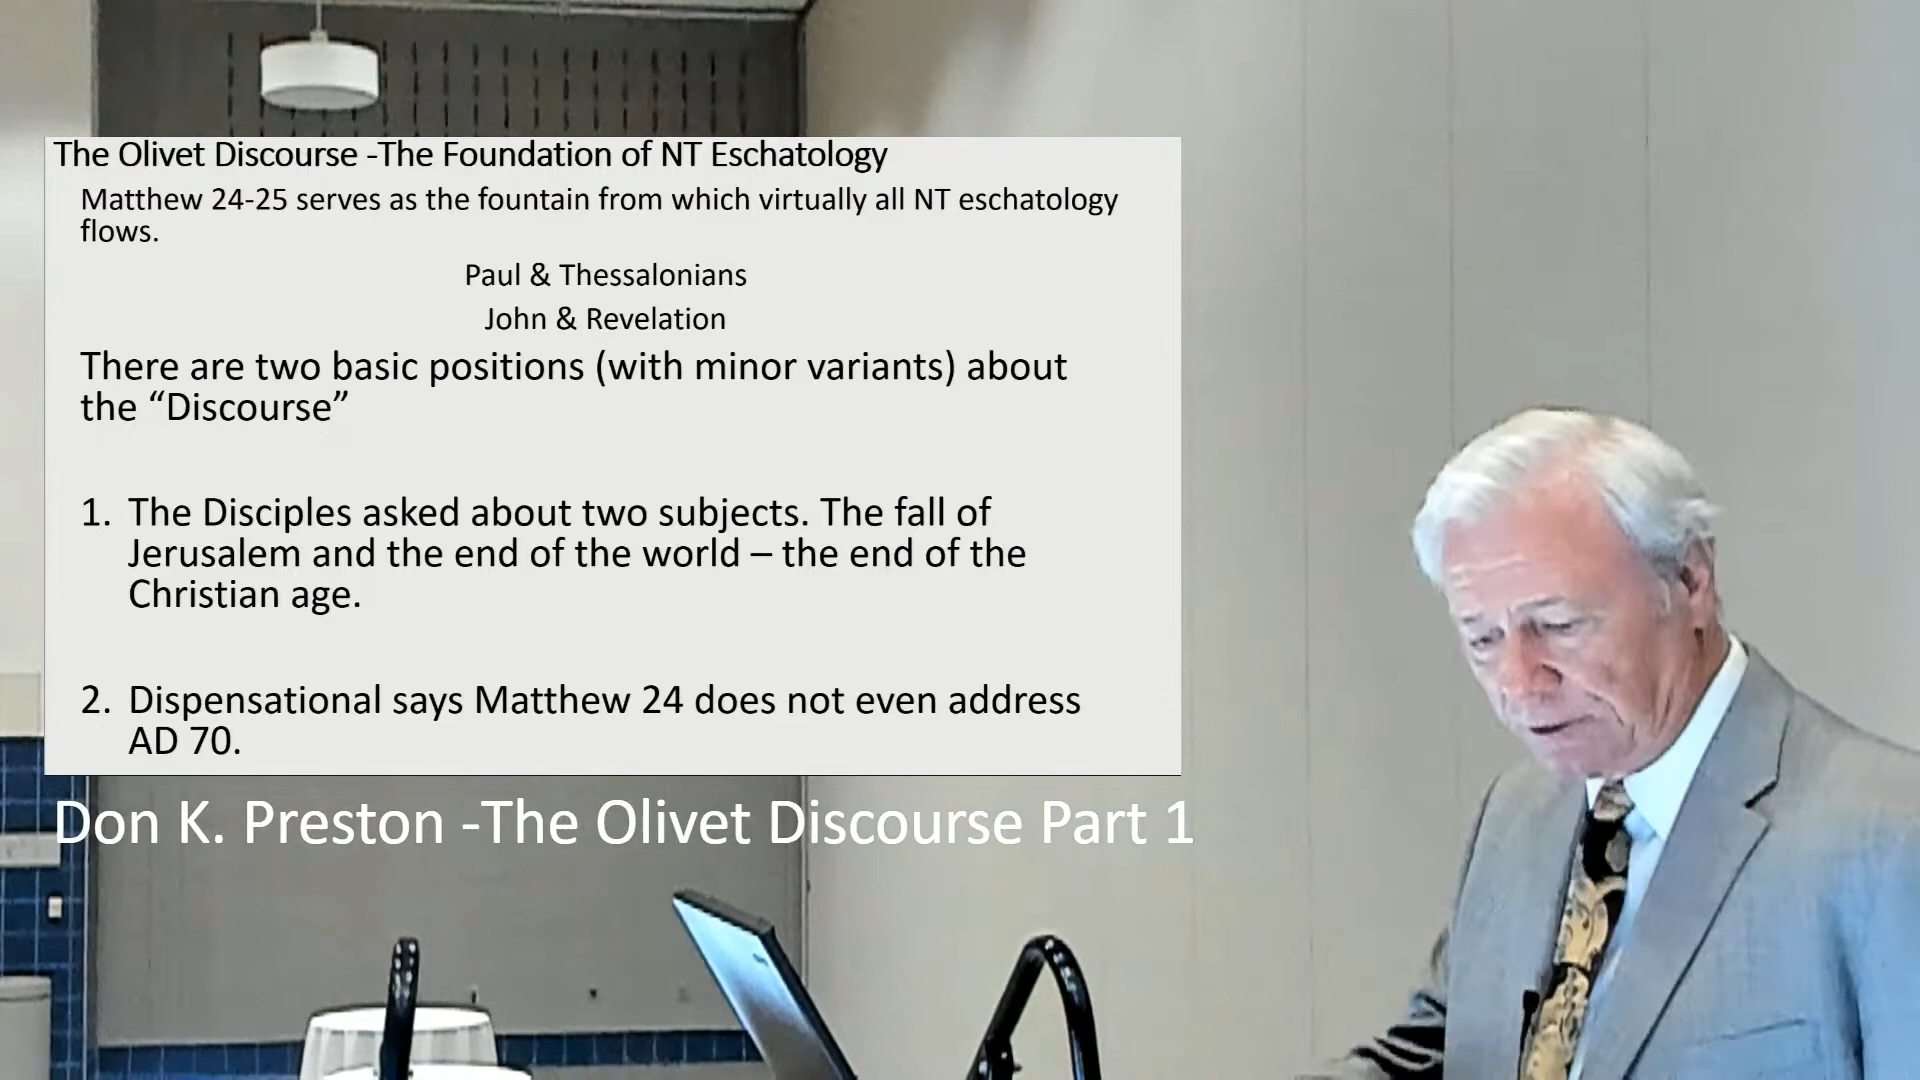 The Olivet Discourse -The Foundation of NT Eschatology
Matthew 24-25 serves as the fountain from which virtually all NT eschatology
flows.
Paul & Thessalonians
John & Revelation
There are two basic positions (with minor variants) about
the “Discourse”
1. The Disciples asked about two subjects. The fall of
Jerusalem and the end of the world – the end of the
Christian age.
2. Dispensational says Matthew 24 does not even address
AD 70.
Don K. Preston -The Olivet Discourse Part 1